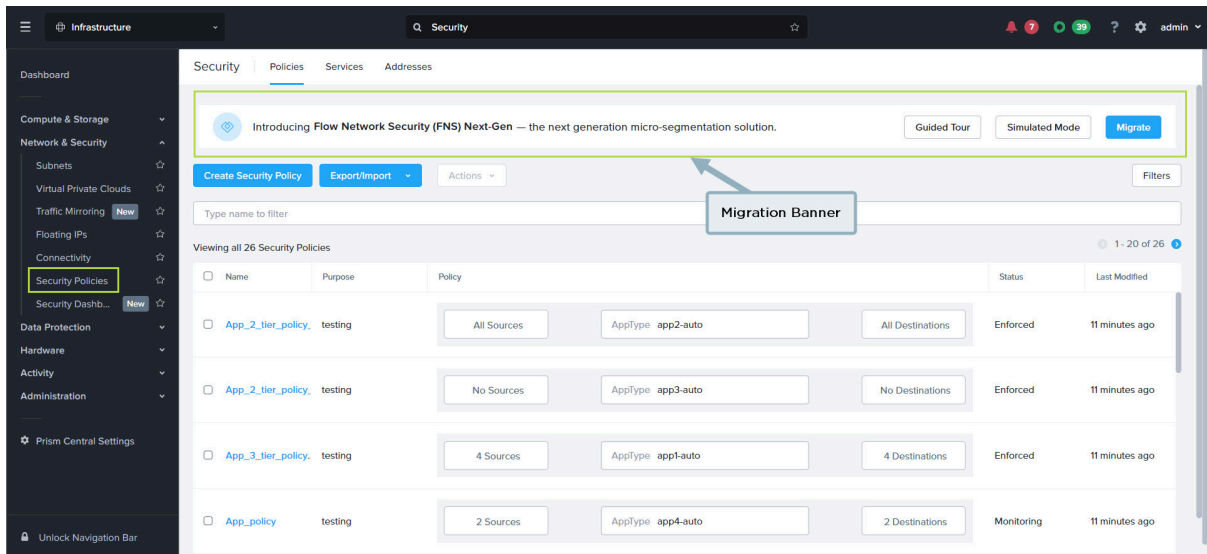 Infrastructure
Security
7
39
?
admin
Dashboard
Compute & Storage
Network & Security
Subnets
Virtual Private Clouds
Traffic Mirroring New
Floating IPs
Connectivity
Security Policies
Security Dashb... New
Data Protection
Hardware
Activity
Administration
Prism Central Settings
Unlock Navigation Bar
Security Policies Services Addresses
Introducing Flow Network Security (FNS) Next-Gen — the next generation micro-segmentation solution. Guided Tour Simulated Mode Migrate
Create Security Policy Export/Import Actions Filters
Migration Banner
Type name to filter
Viewing all 26 Security Policies 1 - 20 of 26
Name Purpose Policy Status Last Modified
App_2_tier_policy_ testing All Sources AppType app2-auto All Destinations Enforced 11 minutes ago
App_2_tier_policy_ testing No Sources AppType app3-auto No Destinations Enforced 11 minutes ago
App_3_tier_policy. testing 4 Sources AppType app1-auto 4 Destinations Enforced 11 minutes ago
App_policy testing 2 Sources AppType app4-auto 2 Destinations Monitoring 11 minutes ago